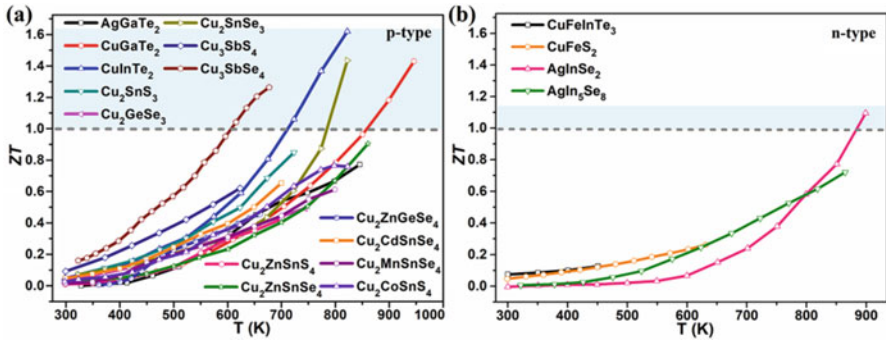 (a)
p-type
AgGaTe2
CuGaTe2
CuInTe2
Cu2SnS3
Cu2GeSe3
Cu2SnSe3
Cu3SbS4
Cu3SbSe4
Cu2ZnGeSe4
Cu2CdSnSe4
Cu2ZnSnS4
Cu2MnSnSe4
Cu2ZnSnSe4
Cu2CoSnS4
ZT
1.6
1.4
1.2
1.0
0.8
0.6
0.4
0.2
0.0
300 400 500 600 700 800 900 1000
T (K)
(b)
n-type
CuFeInTe3
CuFeS2
AgInSe2
AgIn5Se8
ZT
1.6
1.4
1.2
1.0
0.8
0.6
0.4
0.2
0.0
300 400 500 600 700 800 900
T (K)